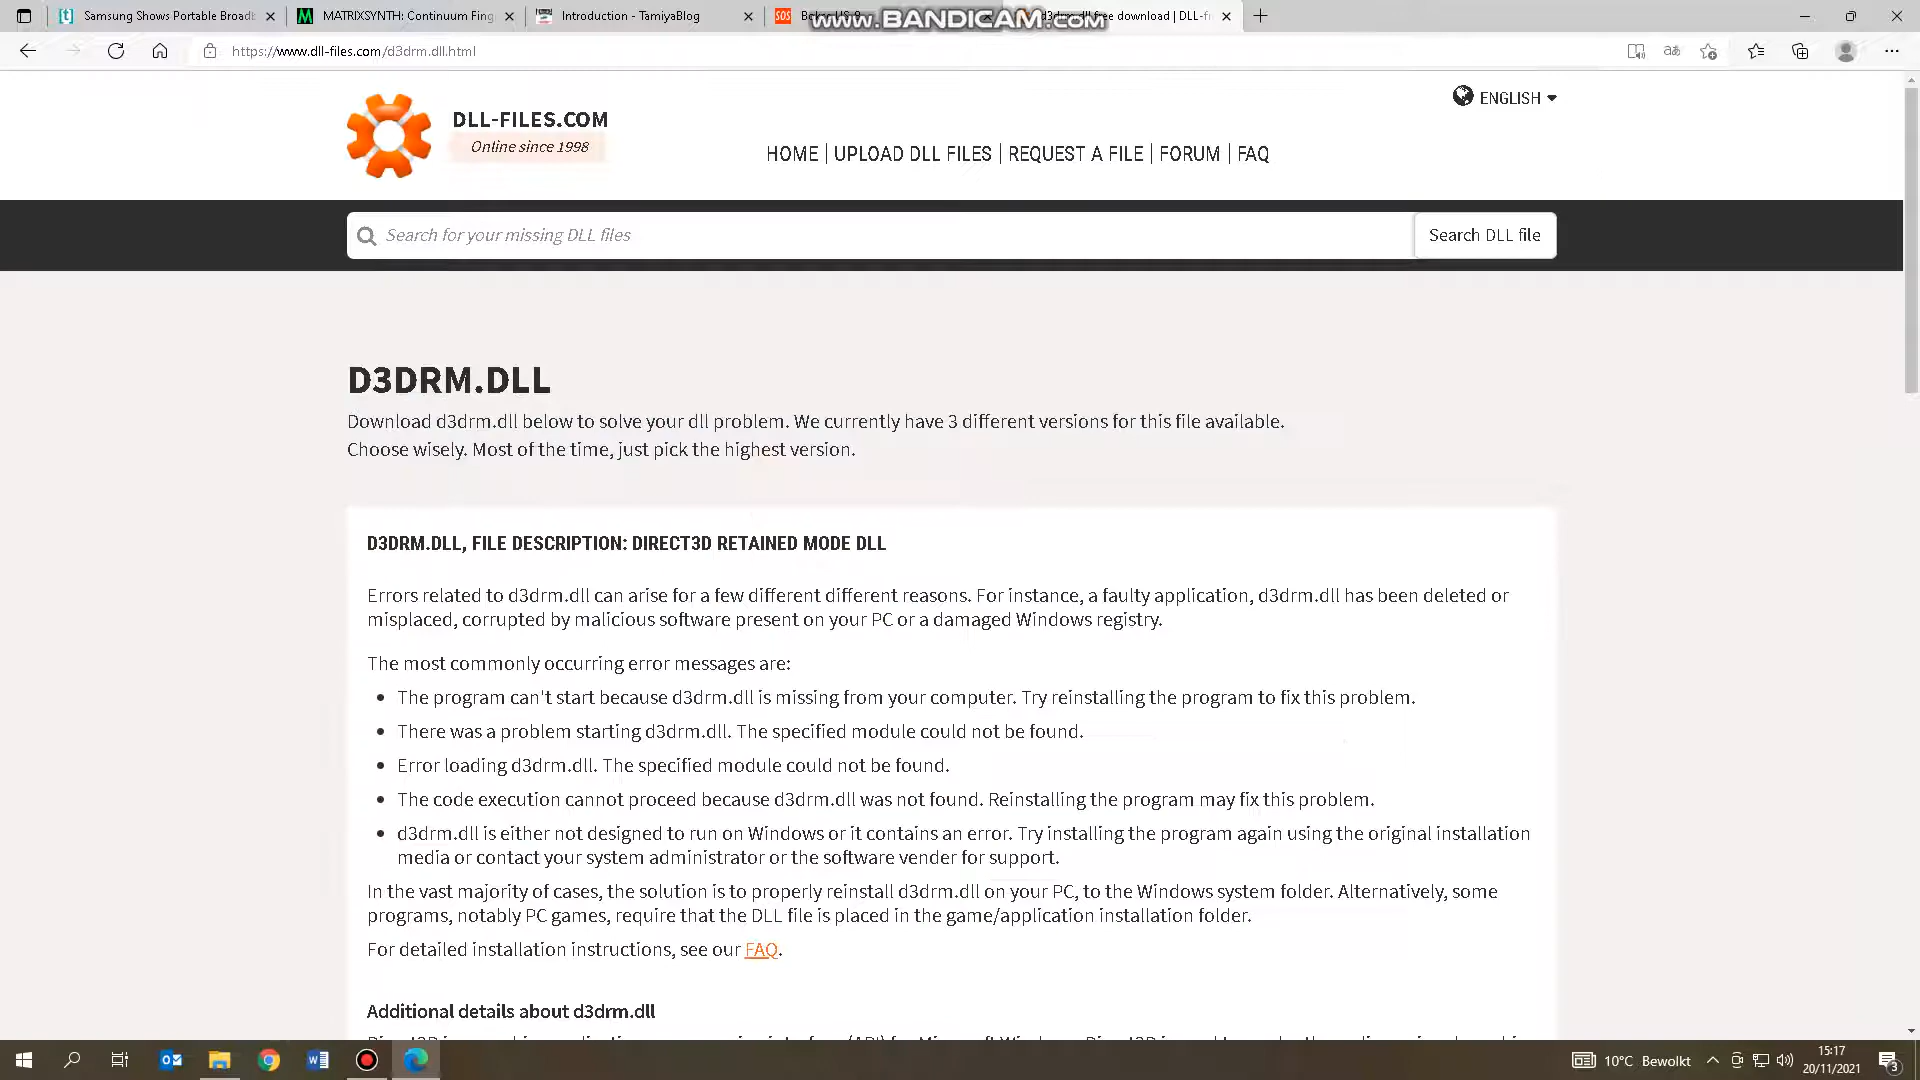 Samsung Shows Portable Broadb
MATRIXSYNTH: Continuum Fing
Introduction - TamiyaBlog
SOS
d3drm.dll free download | DLL-fi
www.BANDICAM.com
https://www.dll-files.com/d3drm.dll.html
DLL-FILES.COM
Online since 1998
ENGLISH
HOME | UPLOAD DLL FILES | REQUEST A FILE | FORUM | FAQ
Search for your missing DLL files
Search DLL file
D3DRM.DLL
Download d3drm.dll below to solve your dll problem. We currently have 3 different versions for this file available.
Choose wisely. Most of the time, just pick the highest version.
D3DRM.DLL, FILE DESCRIPTION: DIRECT3D RETAINED MODE DLL
Errors related to d3drm.dll can arise for a few different different reasons. For instance, a faulty application, d3drm.dll has been deleted or
misplaced, corrupted by malicious software present on your PC or a damaged Windows registry.
The most commonly occurring error messages are:
• The program can't start because d3drm.dll is missing from your computer. Try reinstalling the program to fix this problem.
• There was a problem starting d3drm.dll. The specified module could not be found.
• Error loading d3drm.dll. The specified module could not be found.
• The code execution cannot proceed because d3drm.dll was not found. Reinstalling the program may fix this problem.
• d3drm.dll is either not designed to run on Windows or it contains an error. Try installing the program again using the original installation
media or contact your system administrator or the software vender for support.
In the vast majority of cases, the solution is to properly reinstall d3drm.dll on your PC, to the Windows system folder. Alternatively, some
programs, notably PC games, require that the DLL file is placed in the game/application installation folder.
For detailed installation instructions, see our FAQ.
Additional details about d3drm.dll
10°C Bewolkt
15:17
20/11/2021
3